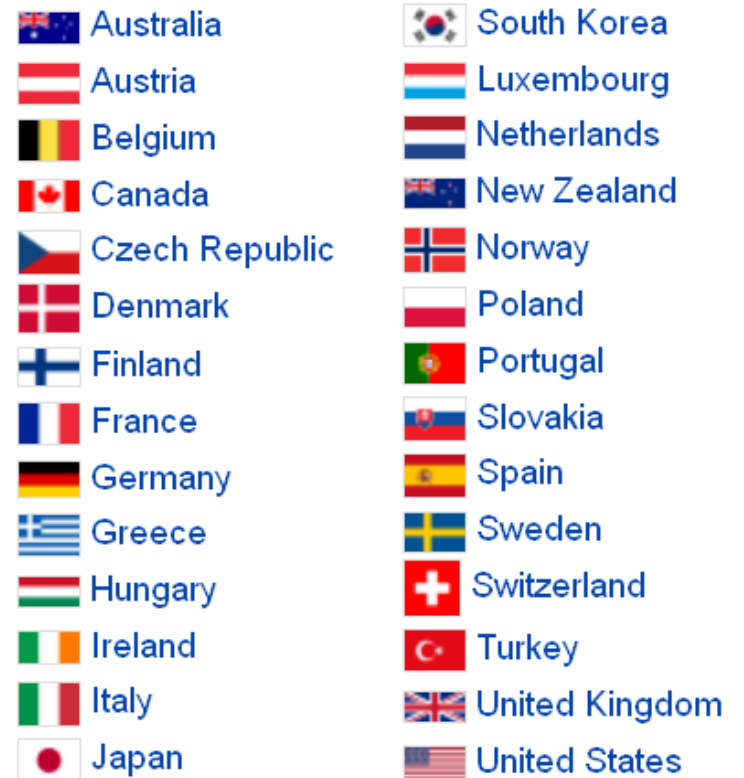 Australia
Austria
Belgium
Canada
Czech Republic
Denmark
Finland
France
Germany
Greece
Hungary
Ireland
Italy
Japan
South Korea
Luxembourg
Netherlands
New Zealand
Norway
Poland
Portugal
Slovakia
Spain
Sweden
Switzerland
Turkey
United Kingdom
United States